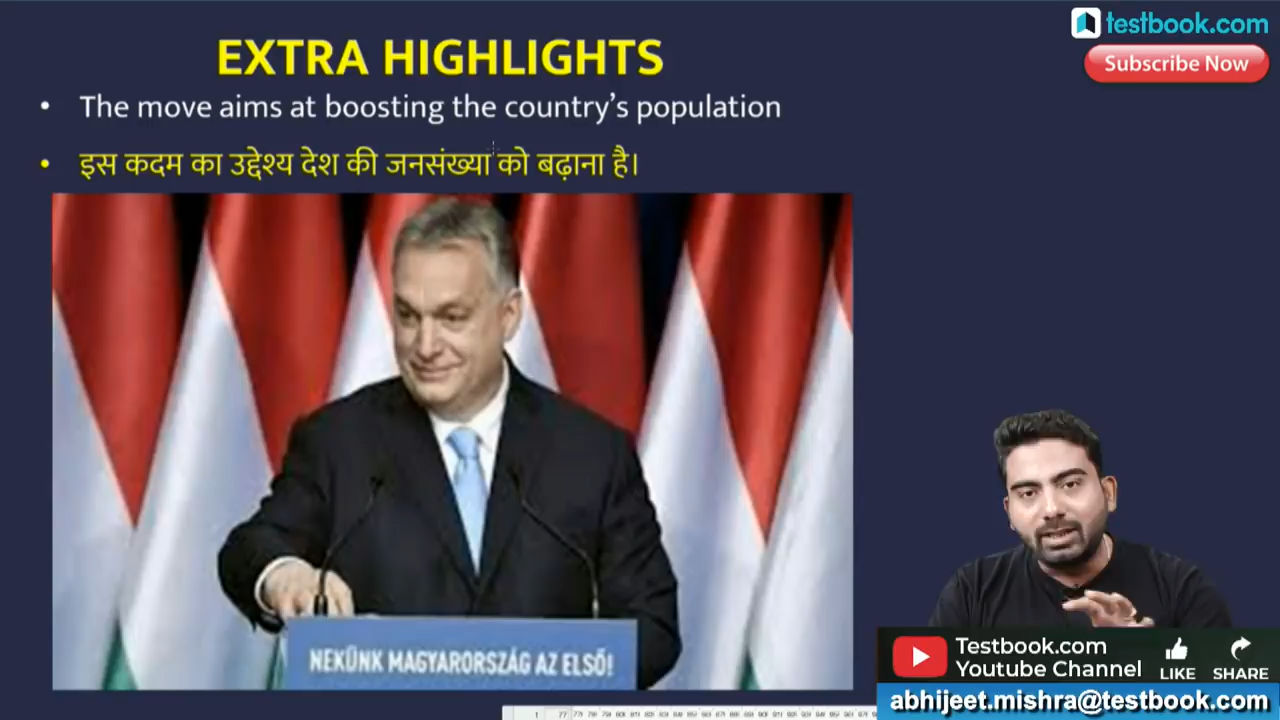 testbook.com
Subscribe Now
EXTRA HIGHLIGHTS
• The move aims at boosting the country's population
• इस कदम का उद्देश्य देश की जनसंख्या को बढ़ाना है।
NEKÜNK MAGYARORSZÁG AZ ELSŐ!
Testbook.com
Youtube Channel
LIKE
SHARE
abhijeet.mishra@testbook.com